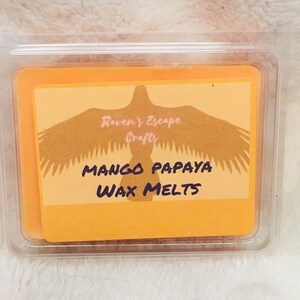 Raven's Escape
Crafts
MANGO PAPAYA
WAX MELTS